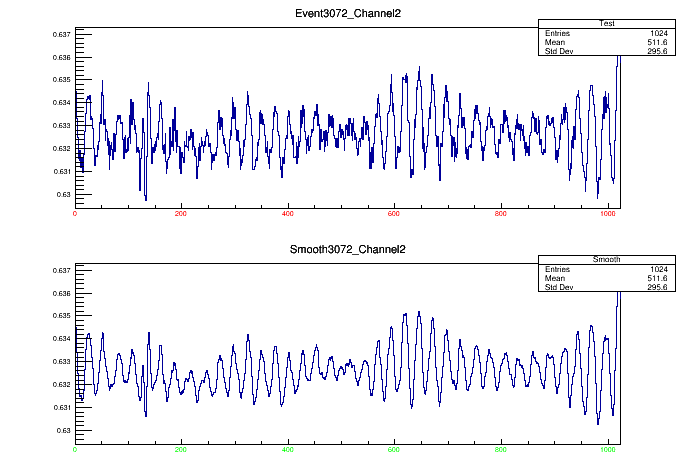 Event3072_Channel2
Test
Entries 1024
Mean 511.6
Std Dev 295.6
0.637
0.636
0.635
0.634
0.633
0.632
0.631
0.63
0 200 400 600 800 1000
Smooth3072_Channel2
Smooth
Entries 1024
Mean 511.6
Std Dev 295.6
0.637
0.636
0.635
0.634
0.633
0.632
0.631
0.63
0 200 400 600 800 1000